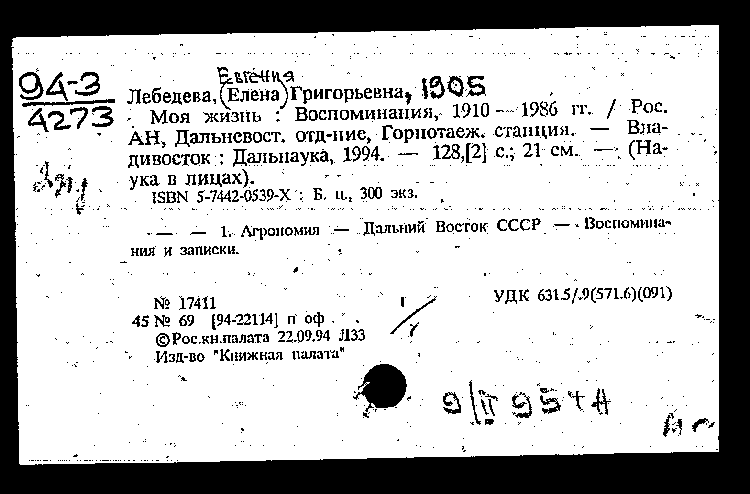 Евгения
94-3
4273
Лебедева, (Елена) Григорьевна, 1905
Моя жизнь : Воспоминания, 1910 — 1986 гг. / Рос.
АН, Дальневост. отд-ние, Горнотаеж. станция. — Вла-
дивосток : Дальнаука, 1994. — 128,[2] с.; 21 см. — (На-
ука в лицах).
ISBN 5-7442-0539-X : Б. ц., 300 экз.
— — 1. Агрономия — Дальний Восток СССР — Воспомина-
ния и записки.
№ 17411
УДК 631.5/.9(571.6)(091)
45 № 69 [94-22114] п оф
© Рос.кн.палата 22.09.94 Л33
Изд-во "Книжная палата"